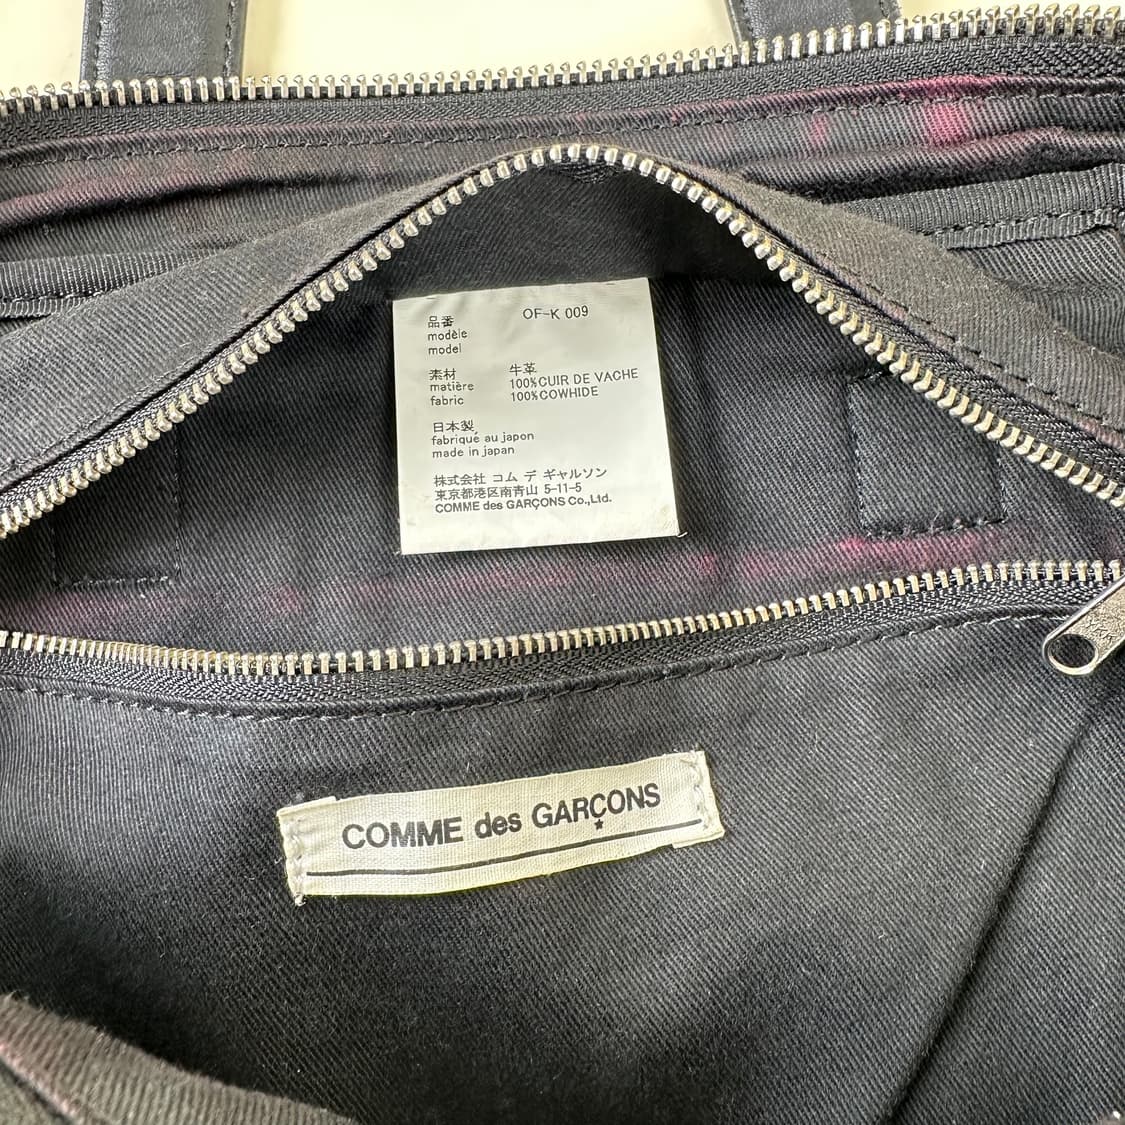 品番 OF-K 009
modèle
model
素材 牛革
matière 100%CUIR DE VACHE
fabric 100%COWHIDE
日本製
fabriqué au japon
made in japan
株式会社 コム デ ギャルソン
東京都港区南青山 5-11-5
COMME des GARÇONS Co.,Ltd.
COMME des GARÇONS